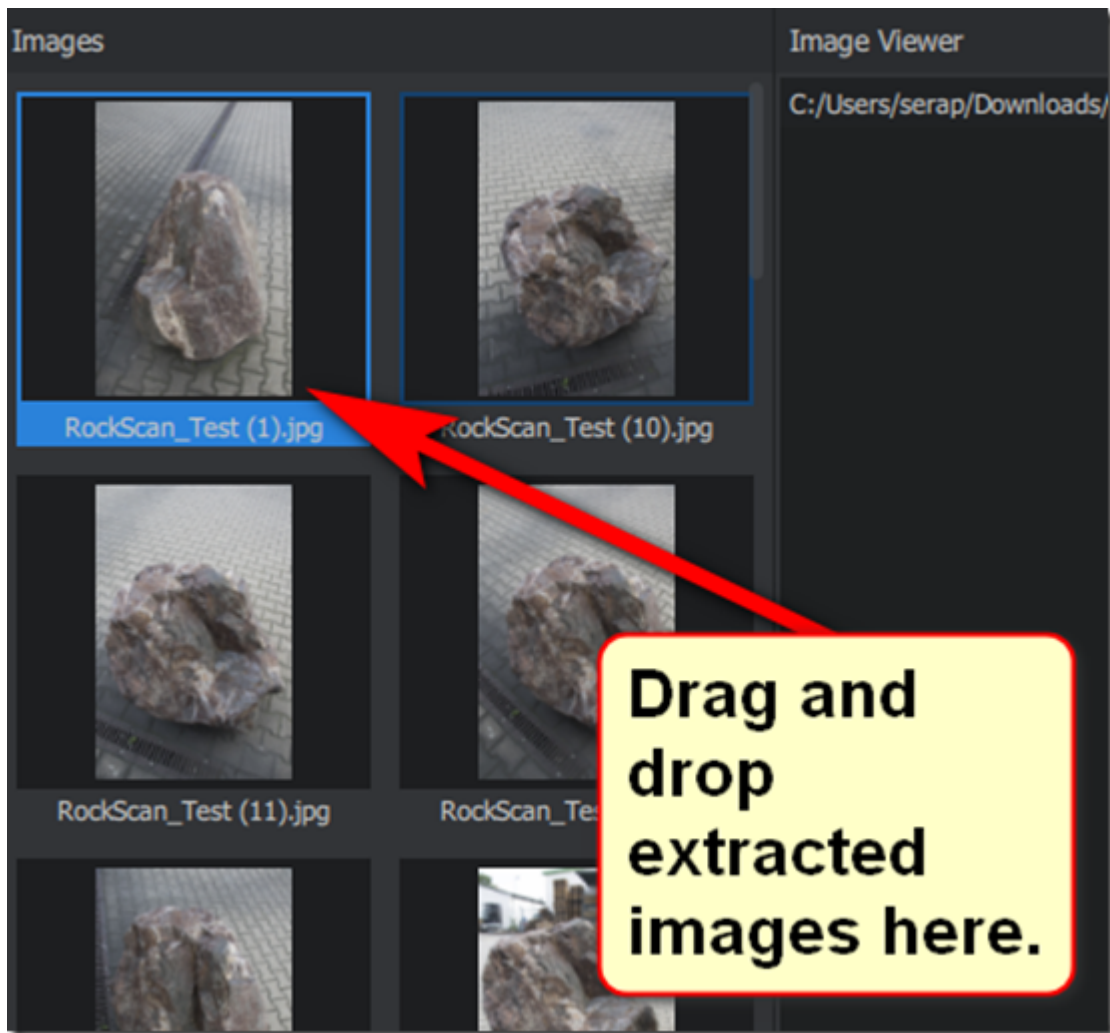 Images
Image Viewer
C:/Users/serap/Downloads/
RockScan_Test (1).jpg
RockScan_Test (10).jpg
RockScan_Test (11).jpg
Drag and
drop
extracted
images here.